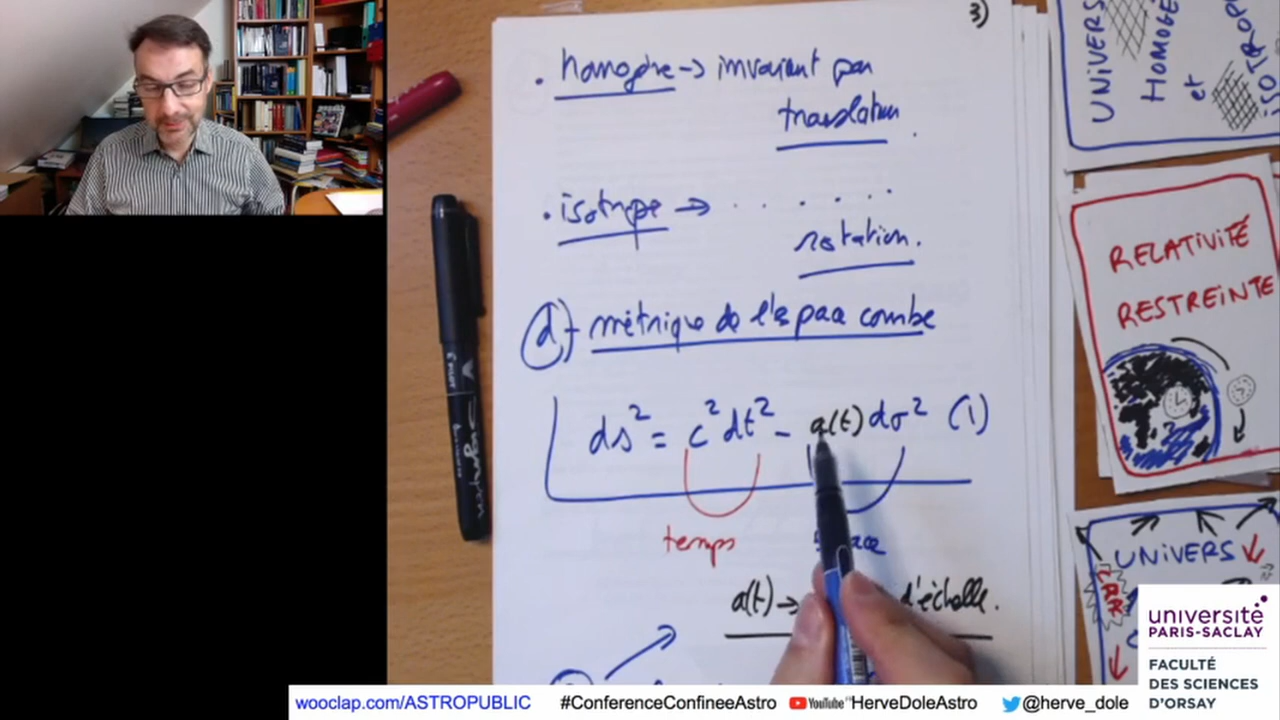 3)
. homogène → invariant par
translation.
. isotrope → . . . . .
rotation.
d) métrique de l'espace courbe
ds² = c²dt² - a(t) dσ² (1)
temps
a(t) → d'échelle.
UNIVERS
HOMOGÈ
et
iSOTROPE
RELATIVITÉ
RESTREINTE
UNIVERS
université
PARIS-SACLAY
FACULTÉ
DES SCIENCES
D'ORSAY
wooclap.com/ASTROPUBLIC #ConferenceConfineeAstro YouTube HerveDoleAstro @herve_dole